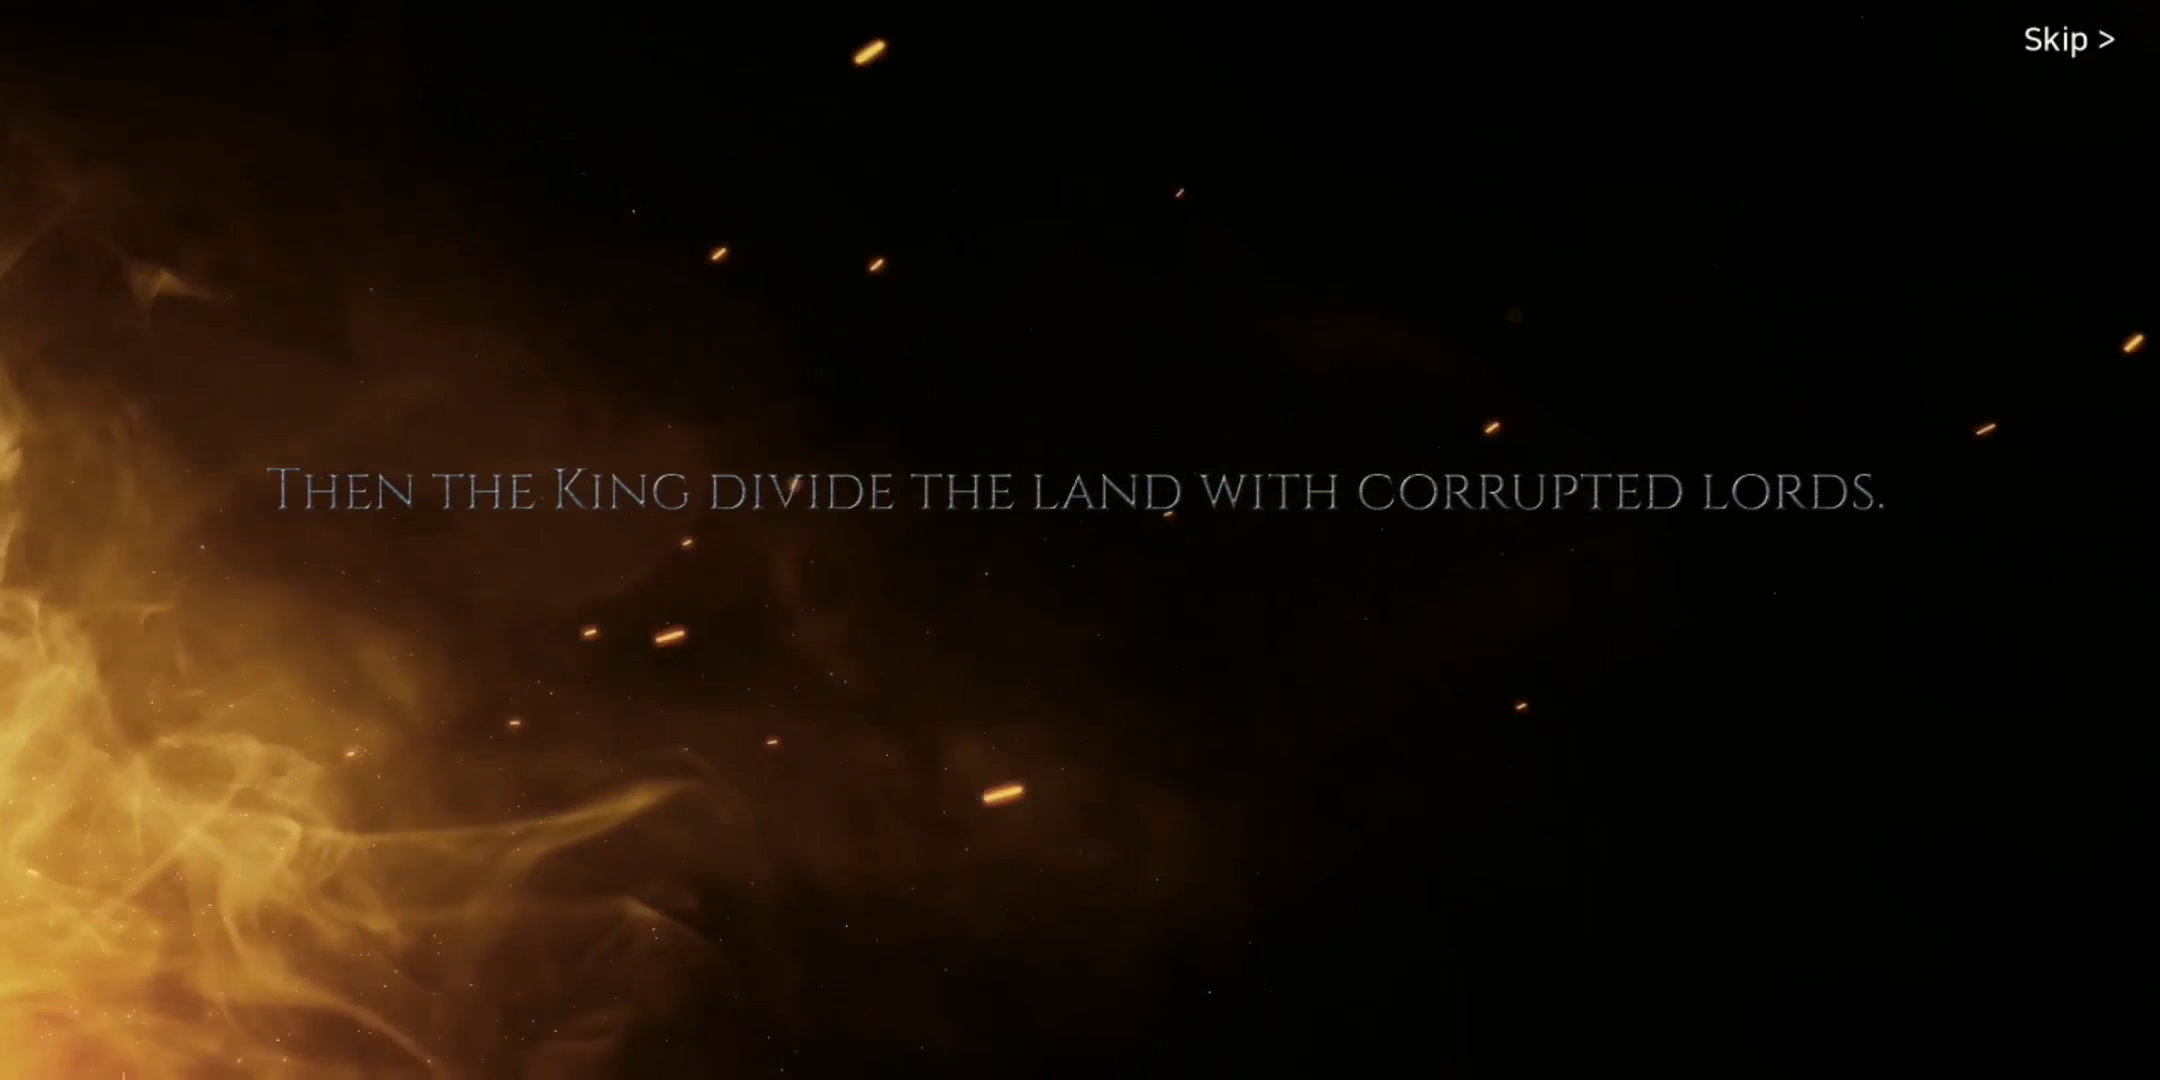 Skip >
Then the King divide the land with corrupted lords.